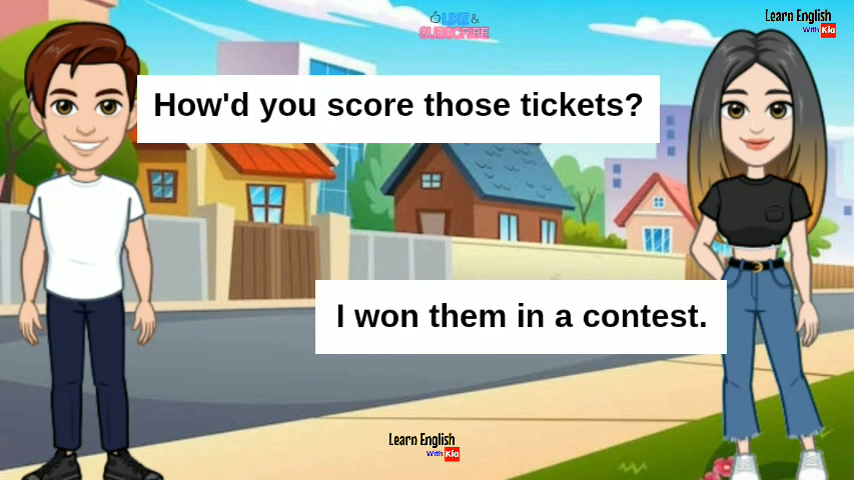 LIKE &
SUBSCRIBE
Learn English
With Kia
How'd you score those tickets?
I won them in a contest.
Learn English
With Kia